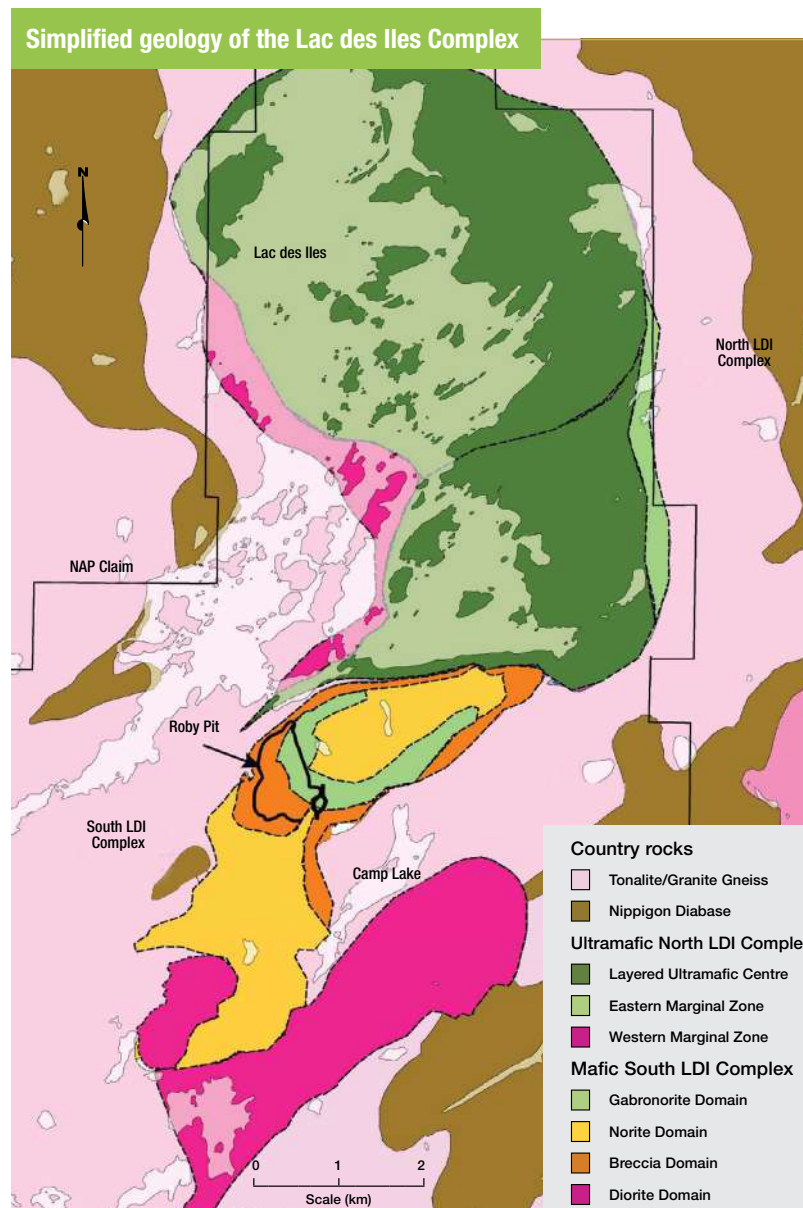 Simplified geology of the Lac des Iles Complex
N
Lac des Iles
North LDI
Complex
NAP Claim
Roby Pit
South LDI
Complex
Camp Lake
Country rocks
Tonalite/Granite Gneiss
Nippigon Diabase
Ultramafic North LDI Comple
Layered Ultramafic Centre
Eastern Marginal Zone
Western Marginal Zone
Mafic South LDI Complex
Gabronorite Domain
Norite Domain
Breccia Domain
Diorite Domain
0 1 2
Scale (km)